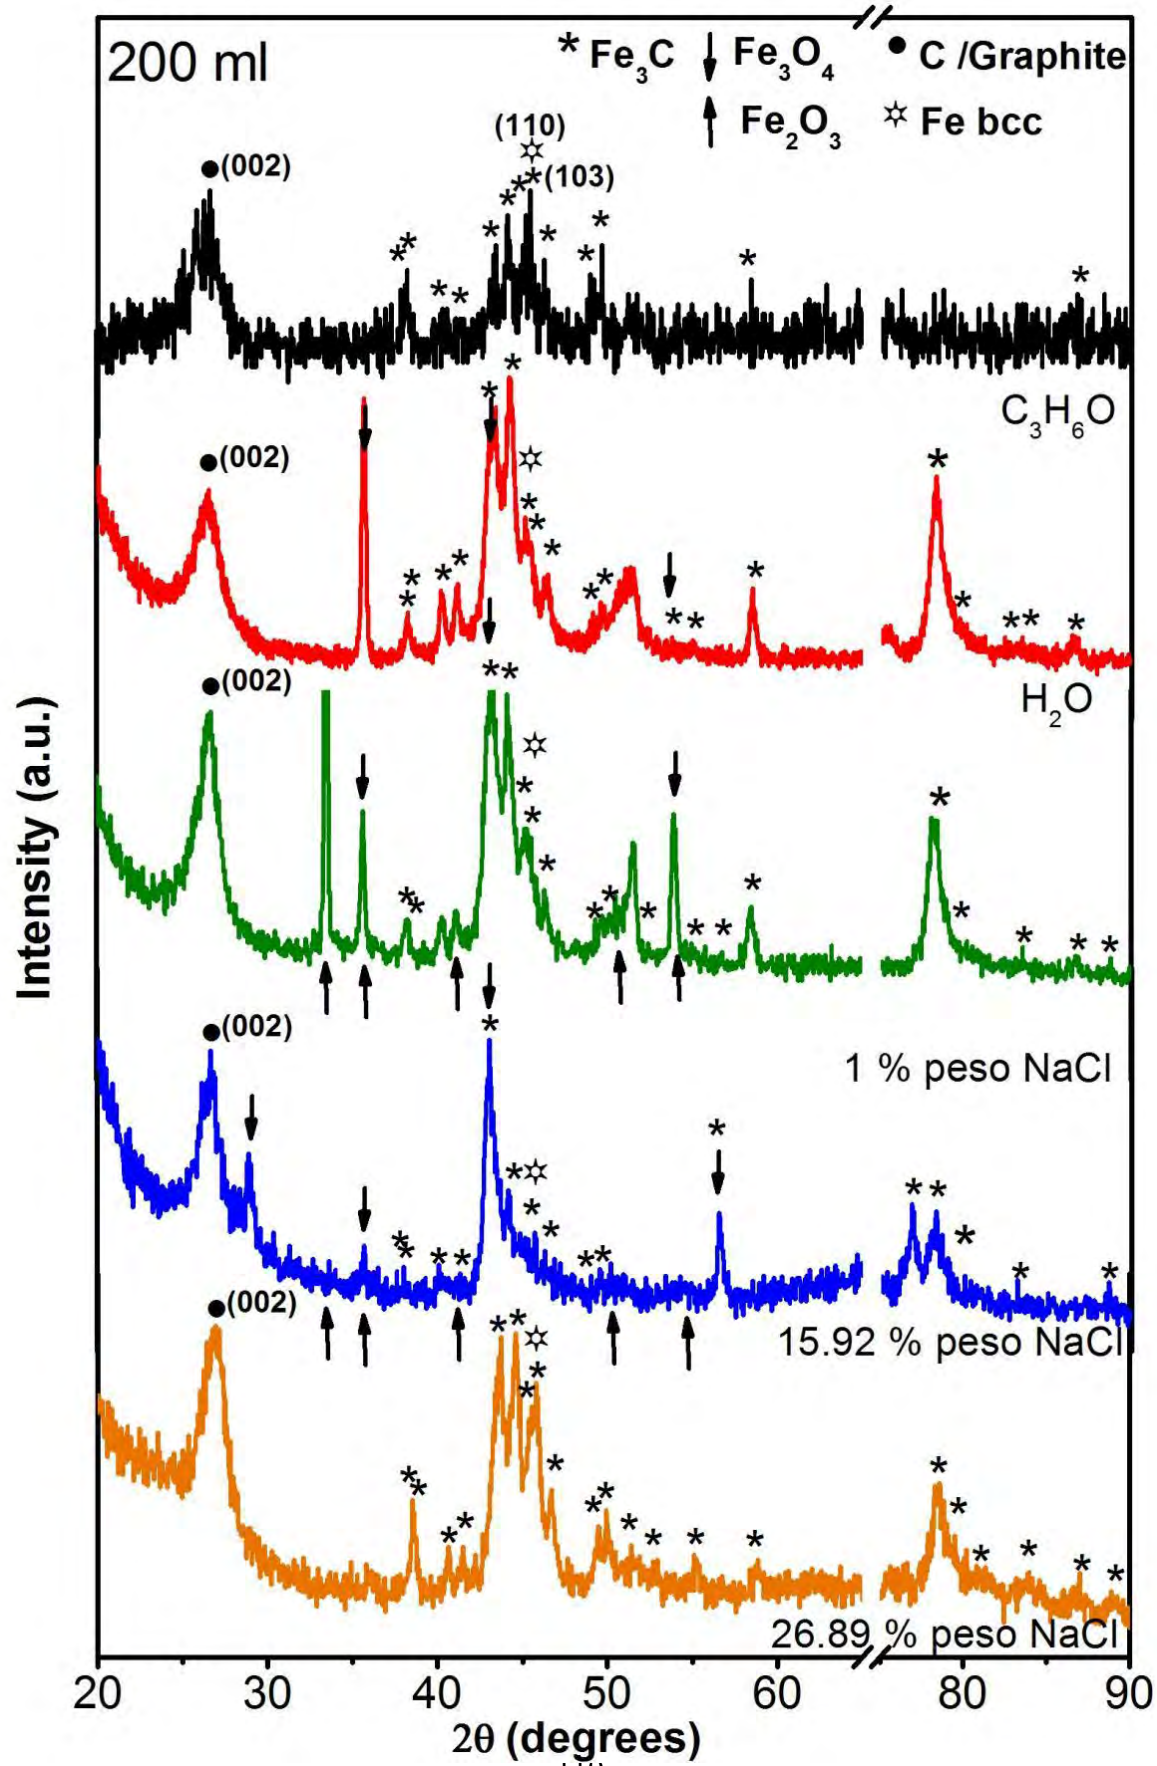 200 ml
* Fe3C ↓ Fe3O4 ● C /Graphite
↑ Fe2O3 ✡ Fe bcc
(110)
(002)
(103)
C3H6O
(002)
H2O
(002)
1 % peso NaCl
(002)
15.92 % peso NaCl
(002)
26.89 % peso NaCl
Intensity (a.u.)
20 30 40 50 60 80 90
2θ (degrees)